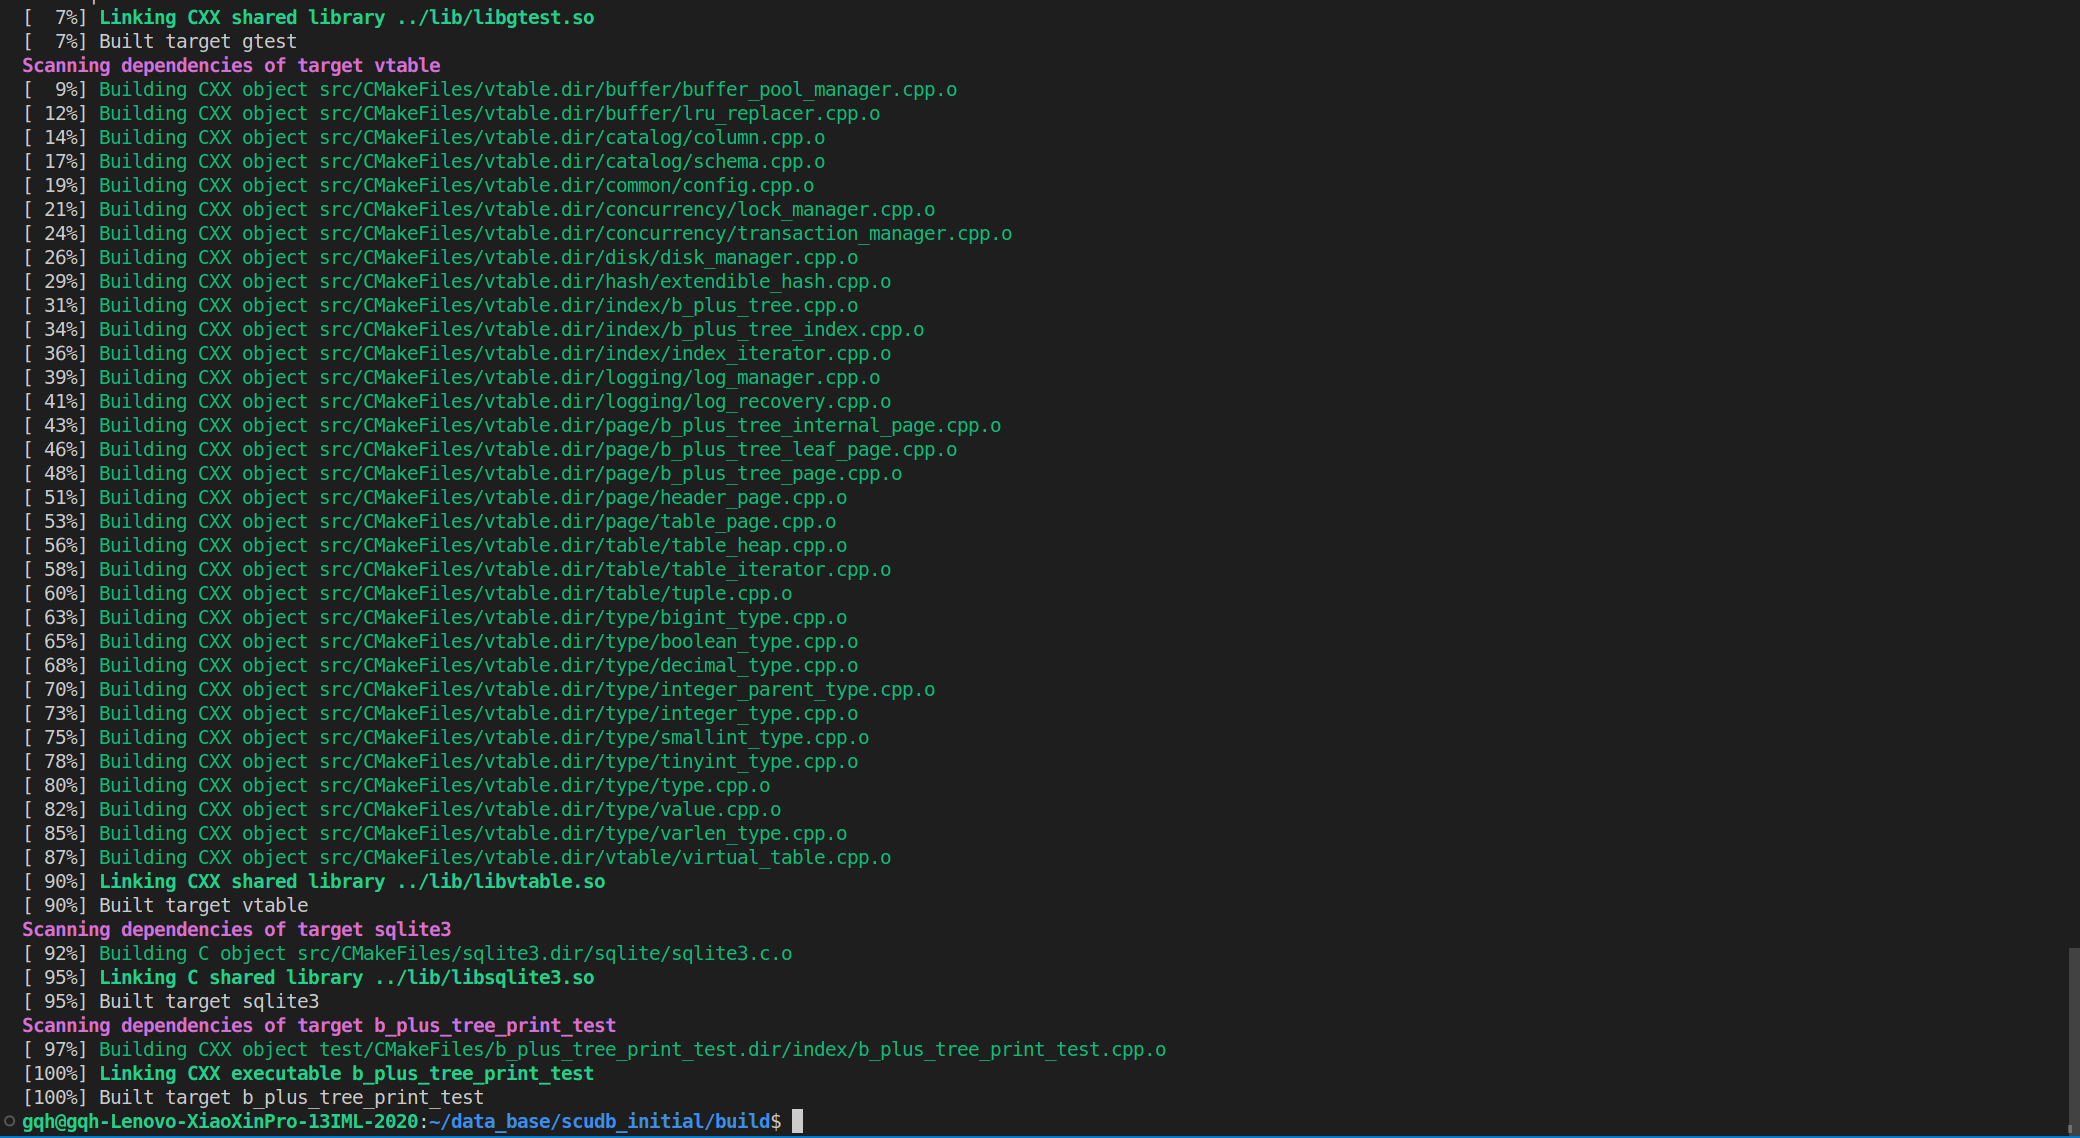 [  7%] Linking CXX shared library ../lib/libgtest.so
[  7%] Built target gtest
Scanning dependencies of target vtable
[  9%] Building CXX object src/CMakeFiles/vtable.dir/buffer/buffer_pool_manager.cpp.o
[ 12%] Building CXX object src/CMakeFiles/vtable.dir/buffer/lru_replacer.cpp.o
[ 14%] Building CXX object src/CMakeFiles/vtable.dir/catalog/column.cpp.o
[ 17%] Building CXX object src/CMakeFiles/vtable.dir/catalog/schema.cpp.o
[ 19%] Building CXX object src/CMakeFiles/vtable.dir/common/config.cpp.o
[ 21%] Building CXX object src/CMakeFiles/vtable.dir/concurrency/lock_manager.cpp.o
[ 24%] Building CXX object src/CMakeFiles/vtable.dir/concurrency/transaction_manager.cpp.o
[ 26%] Building CXX object src/CMakeFiles/vtable.dir/disk/disk_manager.cpp.o
[ 29%] Building CXX object src/CMakeFiles/vtable.dir/hash/extendible_hash.cpp.o
[ 31%] Building CXX object src/CMakeFiles/vtable.dir/index/b_plus_tree.cpp.o
[ 34%] Building CXX object src/CMakeFiles/vtable.dir/index/b_plus_tree_index.cpp.o
[ 36%] Building CXX object src/CMakeFiles/vtable.dir/index/index_iterator.cpp.o
[ 39%] Building CXX object src/CMakeFiles/vtable.dir/logging/log_manager.cpp.o
[ 41%] Building CXX object src/CMakeFiles/vtable.dir/logging/log_recovery.cpp.o
[ 43%] Building CXX object src/CMakeFiles/vtable.dir/page/b_plus_tree_internal_page.cpp.o
[ 46%] Building CXX object src/CMakeFiles/vtable.dir/page/b_plus_tree_leaf_page.cpp.o
[ 48%] Building CXX object src/CMakeFiles/vtable.dir/page/b_plus_tree_page.cpp.o
[ 51%] Building CXX object src/CMakeFiles/vtable.dir/page/header_page.cpp.o
[ 53%] Building CXX object src/CMakeFiles/vtable.dir/page/table_page.cpp.o
[ 56%] Building CXX object src/CMakeFiles/vtable.dir/table/table_heap.cpp.o
[ 58%] Building CXX object src/CMakeFiles/vtable.dir/table/table_iterator.cpp.o
[ 60%] Building CXX object src/CMakeFiles/vtable.dir/table/tuple.cpp.o
[ 63%] Building CXX object src/CMakeFiles/vtable.dir/type/bigint_type.cpp.o
[ 65%] Building CXX object src/CMakeFiles/vtable.dir/type/boolean_type.cpp.o
[ 68%] Building CXX object src/CMakeFiles/vtable.dir/type/decimal_type.cpp.o
[ 70%] Building CXX object src/CMakeFiles/vtable.dir/type/integer_parent_type.cpp.o
[ 73%] Building CXX object src/CMakeFiles/vtable.dir/type/integer_type.cpp.o
[ 75%] Building CXX object src/CMakeFiles/vtable.dir/type/smallint_type.cpp.o
[ 78%] Building CXX object src/CMakeFiles/vtable.dir/type/tinyint_type.cpp.o
[ 80%] Building CXX object src/CMakeFiles/vtable.dir/type/type.cpp.o
[ 82%] Building CXX object src/CMakeFiles/vtable.dir/type/value.cpp.o
[ 85%] Building CXX object src/CMakeFiles/vtable.dir/type/varlen_type.cpp.o
[ 87%] Building CXX object src/CMakeFiles/vtable.dir/vtable/virtual_table.cpp.o
[ 90%] Linking CXX shared library ../lib/libvtable.so
[ 90%] Built target vtable
Scanning dependencies of target sqlite3
[ 92%] Building C object src/CMakeFiles/sqlite3.dir/sqlite/sqlite3.c.o
[ 95%] Linking C shared library ../lib/libsqlite3.so
[ 95%] Built target sqlite3
Scanning dependencies of target b_plus_tree_print_test
[ 97%] Building CXX object test/CMakeFiles/b_plus_tree_print_test.dir/index/b_plus_tree_print_test.cpp.o
[100%] Linking CXX executable b_plus_tree_print_test
[100%] Built target b_plus_tree_print_test
gqh@gqh-Lenovo-XiaoXinPro-13IML-2020:~/data_base/scudb_initial/build$